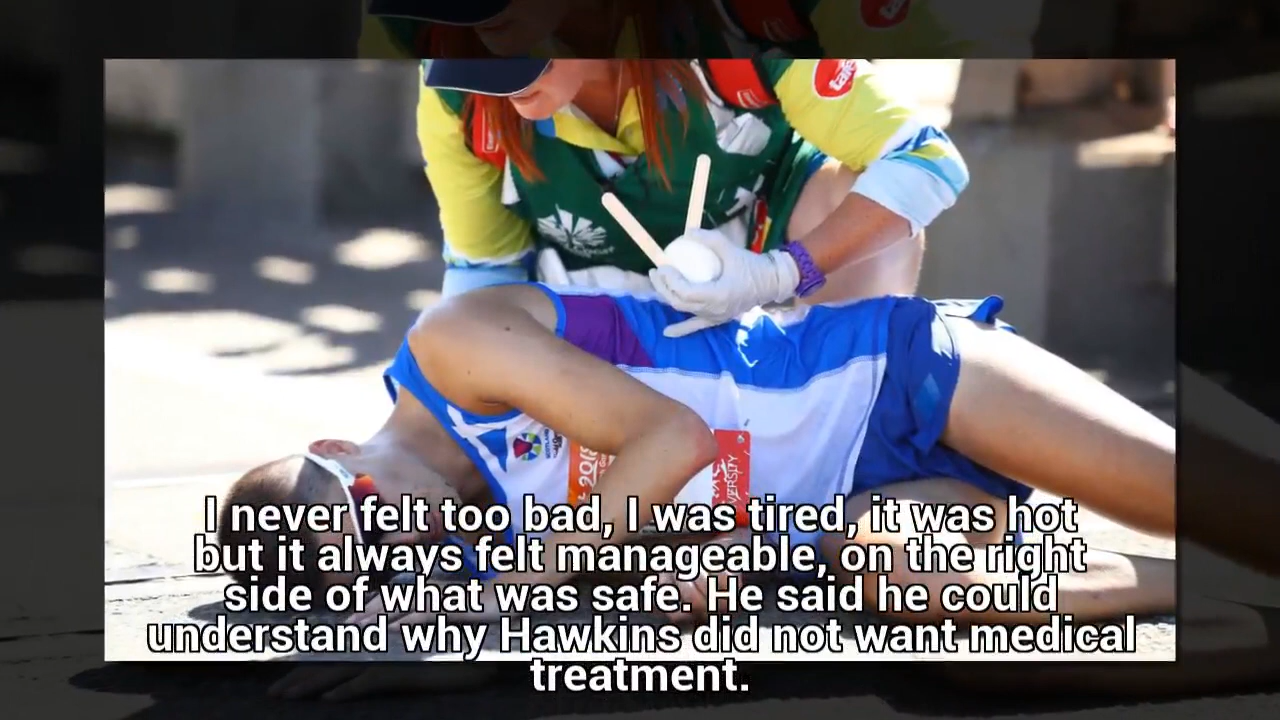 I never felt too bad, I was tired, it was hot
but it always felt manageable, on the right
side of what was safe. He said he could
understand why Hawkins did not want medical
treatment.